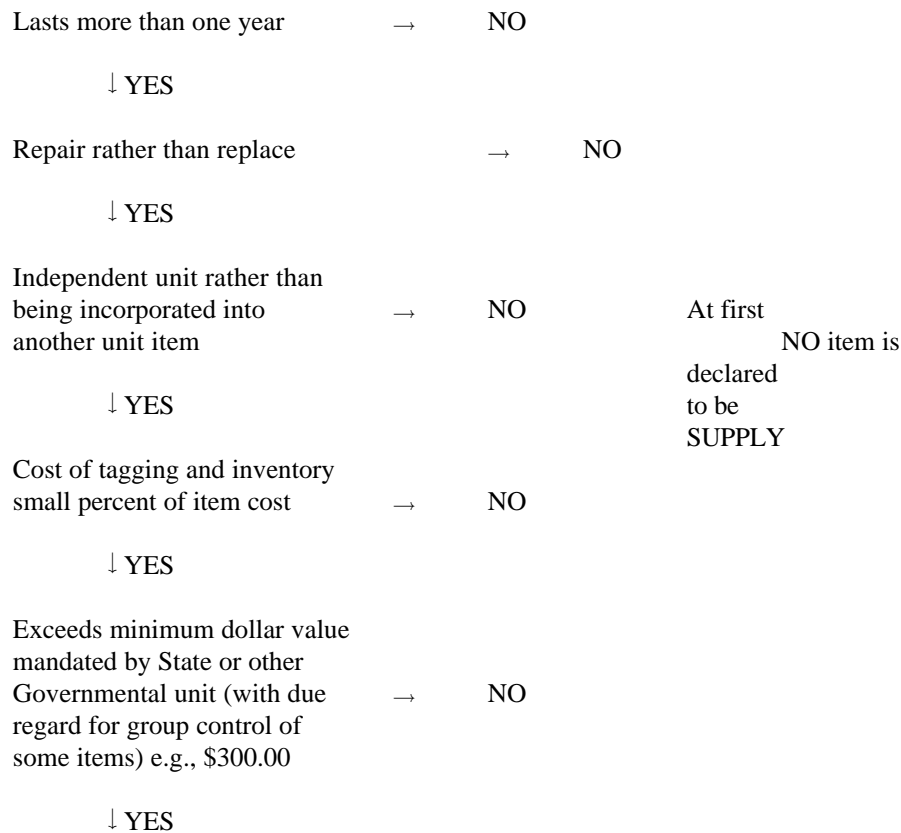 Lasts more than one year → NO
↓ YES
Repair rather than replace → NO
↓ YES
Independent unit rather than
being incorporated into → NO At first
another unit item NO item is
declared
↓ YES to be
SUPPLY
Cost of tagging and inventory
small percent of item cost → NO
↓ YES
Exceeds minimum dollar value
mandated by State or other
Governmental unit (with due → NO
regard for group control of
some items) e.g., $300.00
↓ YES